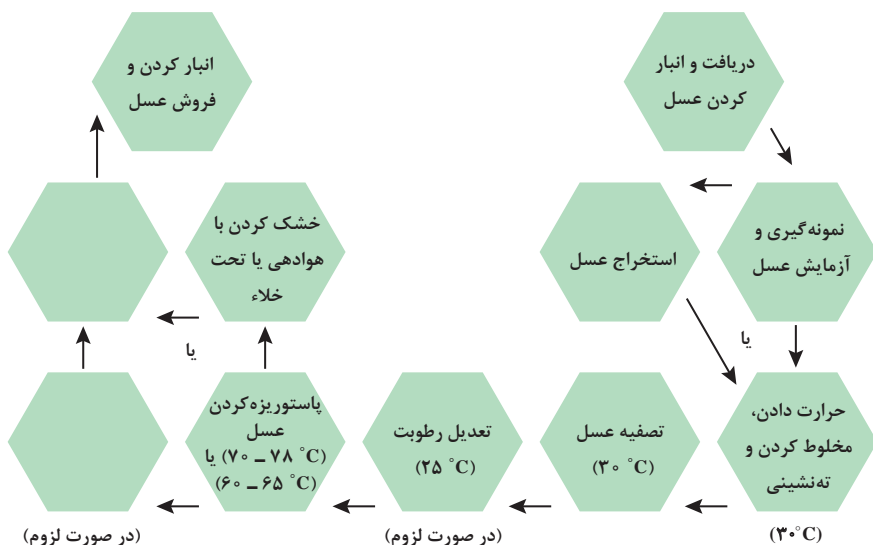 دریافت و انبار
کردن عسل
نمونه‌گیری و
آزمایش عسل
استخراج عسل
یا
حرارت دادن،
مخلوط کردن و
ته‌نشینی
(۳۰°C)
تصفیه عسل
(۳۰ °C)
تعدیل رطوبت
(۲۵ °C)
(در صورت لزوم)
پاستوریزه‌کردن
عسل
(۷۰ – ۷۸ °C) یا
(۶۰ – ۶۵ °C)
خشک کردن با
هوادهی یا تحت
خلاء
یا
(در صورت لزوم)
انبار کردن و
فروش عسل